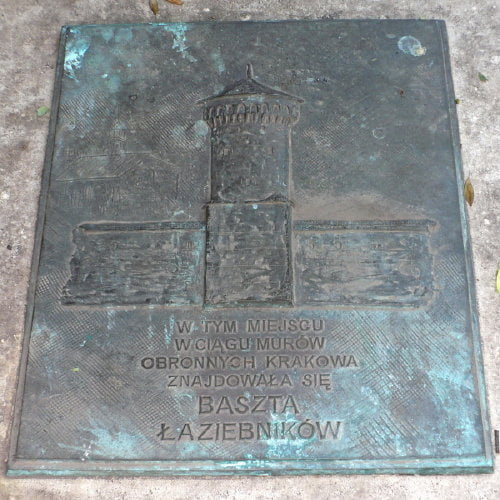 W TYM MIEJSCU
W CIĄGU MURÓW
OBRONNYCH KRAKOWA
ZNAJDOWAŁA SIĘ
BASZTA
ŁAZIEBNIKÓW